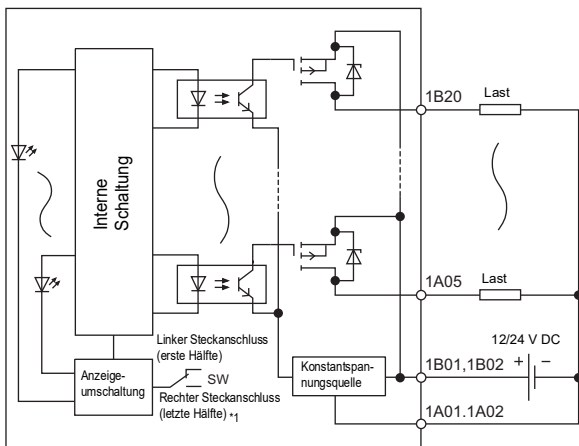 1B20
Last
Interne
Schaltung
1A05
Last
12/24 V DC
Linker Steckanschluss
(erste Hälfte)
Anzeige-
umschaltung
SW
Rechter Steckanschluss
(letzte Hälfte) *1
Konstantspan-
nungsquelle
1B01,1B02
+ −
1A01.1A02